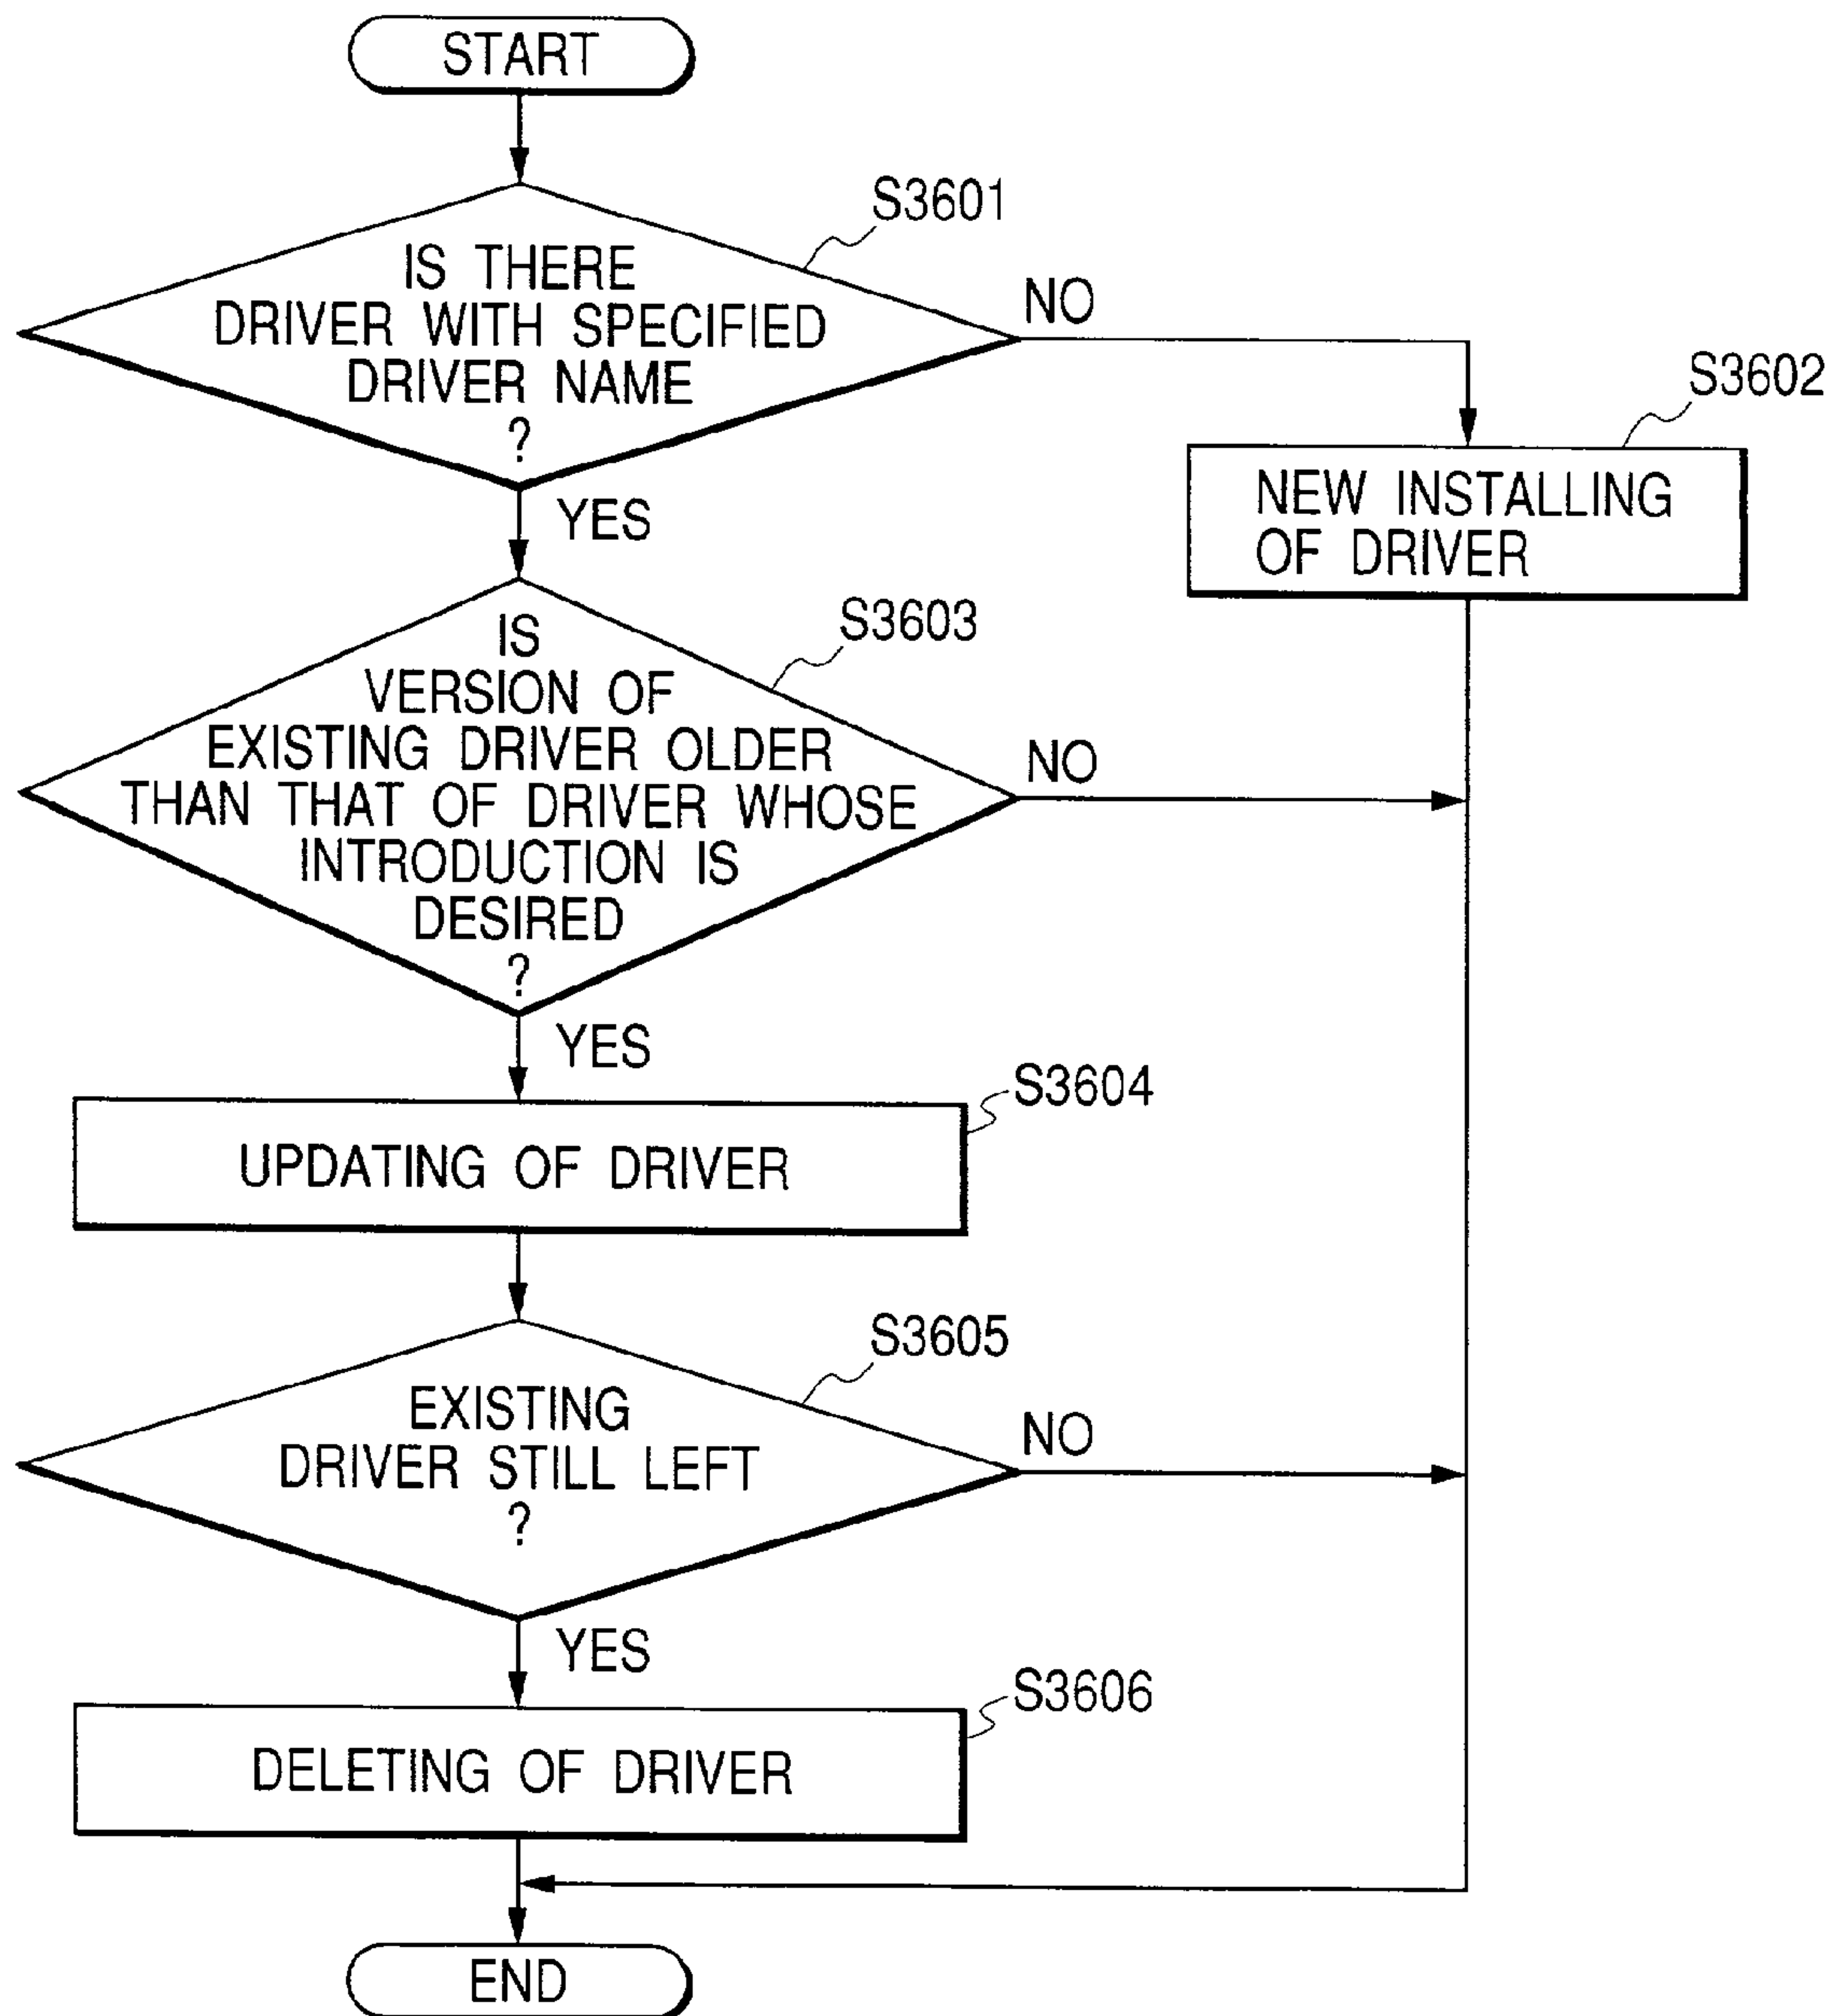 START
S3601
IS THERE
DRIVER WITH SPECIFIED
DRIVER NAME
?
NO
YES
S3602
NEW INSTALLING
OF DRIVER
S3603
IS
VERSION OF
EXISTING DRIVER OLDER
THAN THAT OF DRIVER WHOSE
INTRODUCTION IS
DESIRED
?
NO
YES
S3604
UPDATING OF DRIVER
S3605
EXISTING
DRIVER STILL LEFT
?
NO
YES
S3606
DELETING OF DRIVER
END